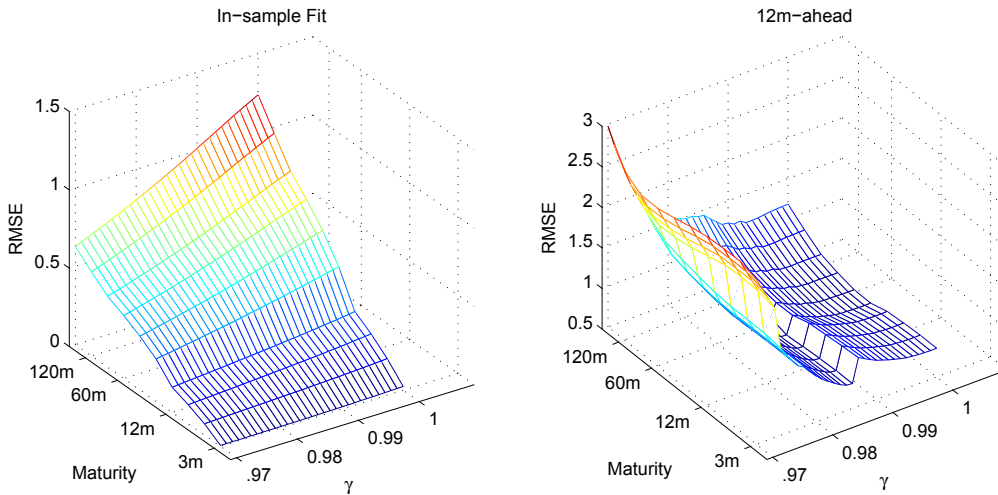 In−sample Fit
1.5
1
0.5
0
RMSE
120m
60m
12m
3m
Maturity
.97
0.98
0.99
1
γ
12m−ahead
3
2.5
2
1.5
1
0.5
RMSE
120m
60m
12m
3m
Maturity
.97
0.98
0.99
1
γ